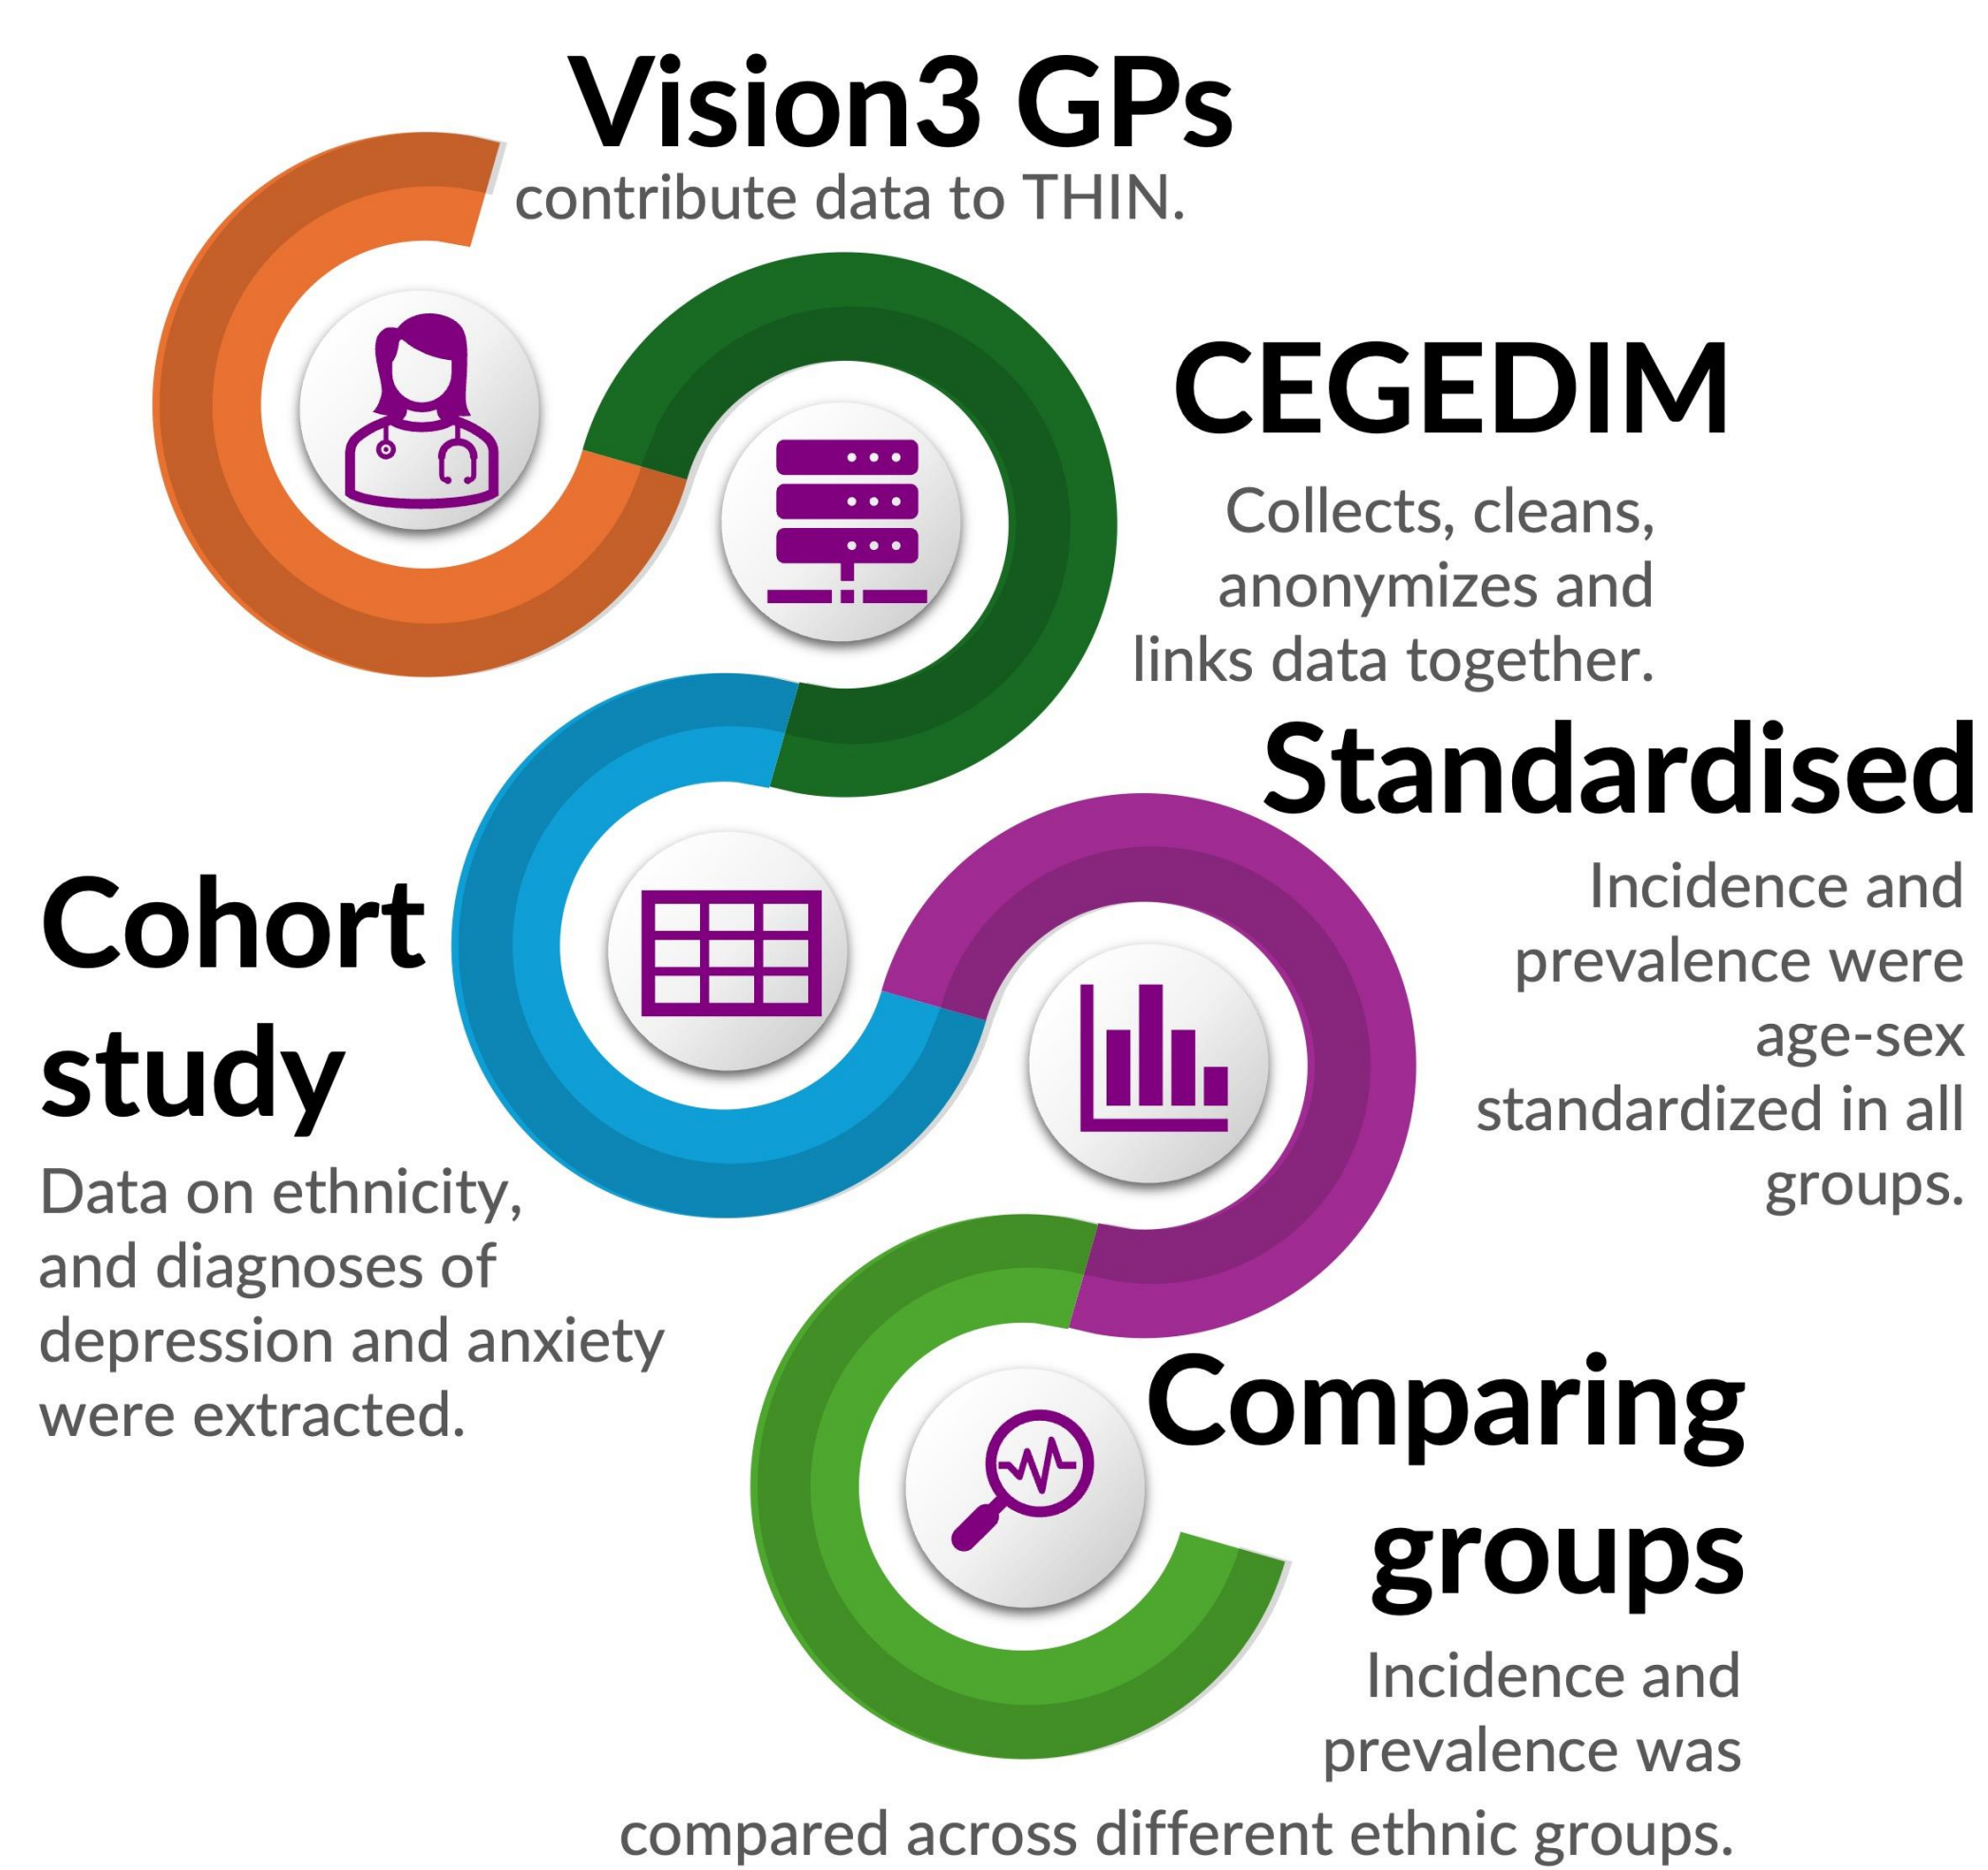 Vision3 GPs
contribute data to THIN.
CEGEDIM
Collects, cleans,
anonymizes and
links data together.
Cohort
study
Data on ethnicity,
and diagnoses of
depression and anxiety
were extracted.
Standardised
Incidence and
prevalence were
age-sex
standardized in all
groups.
Comparing
groups
Incidence and
prevalence was
compared across different ethnic groups.